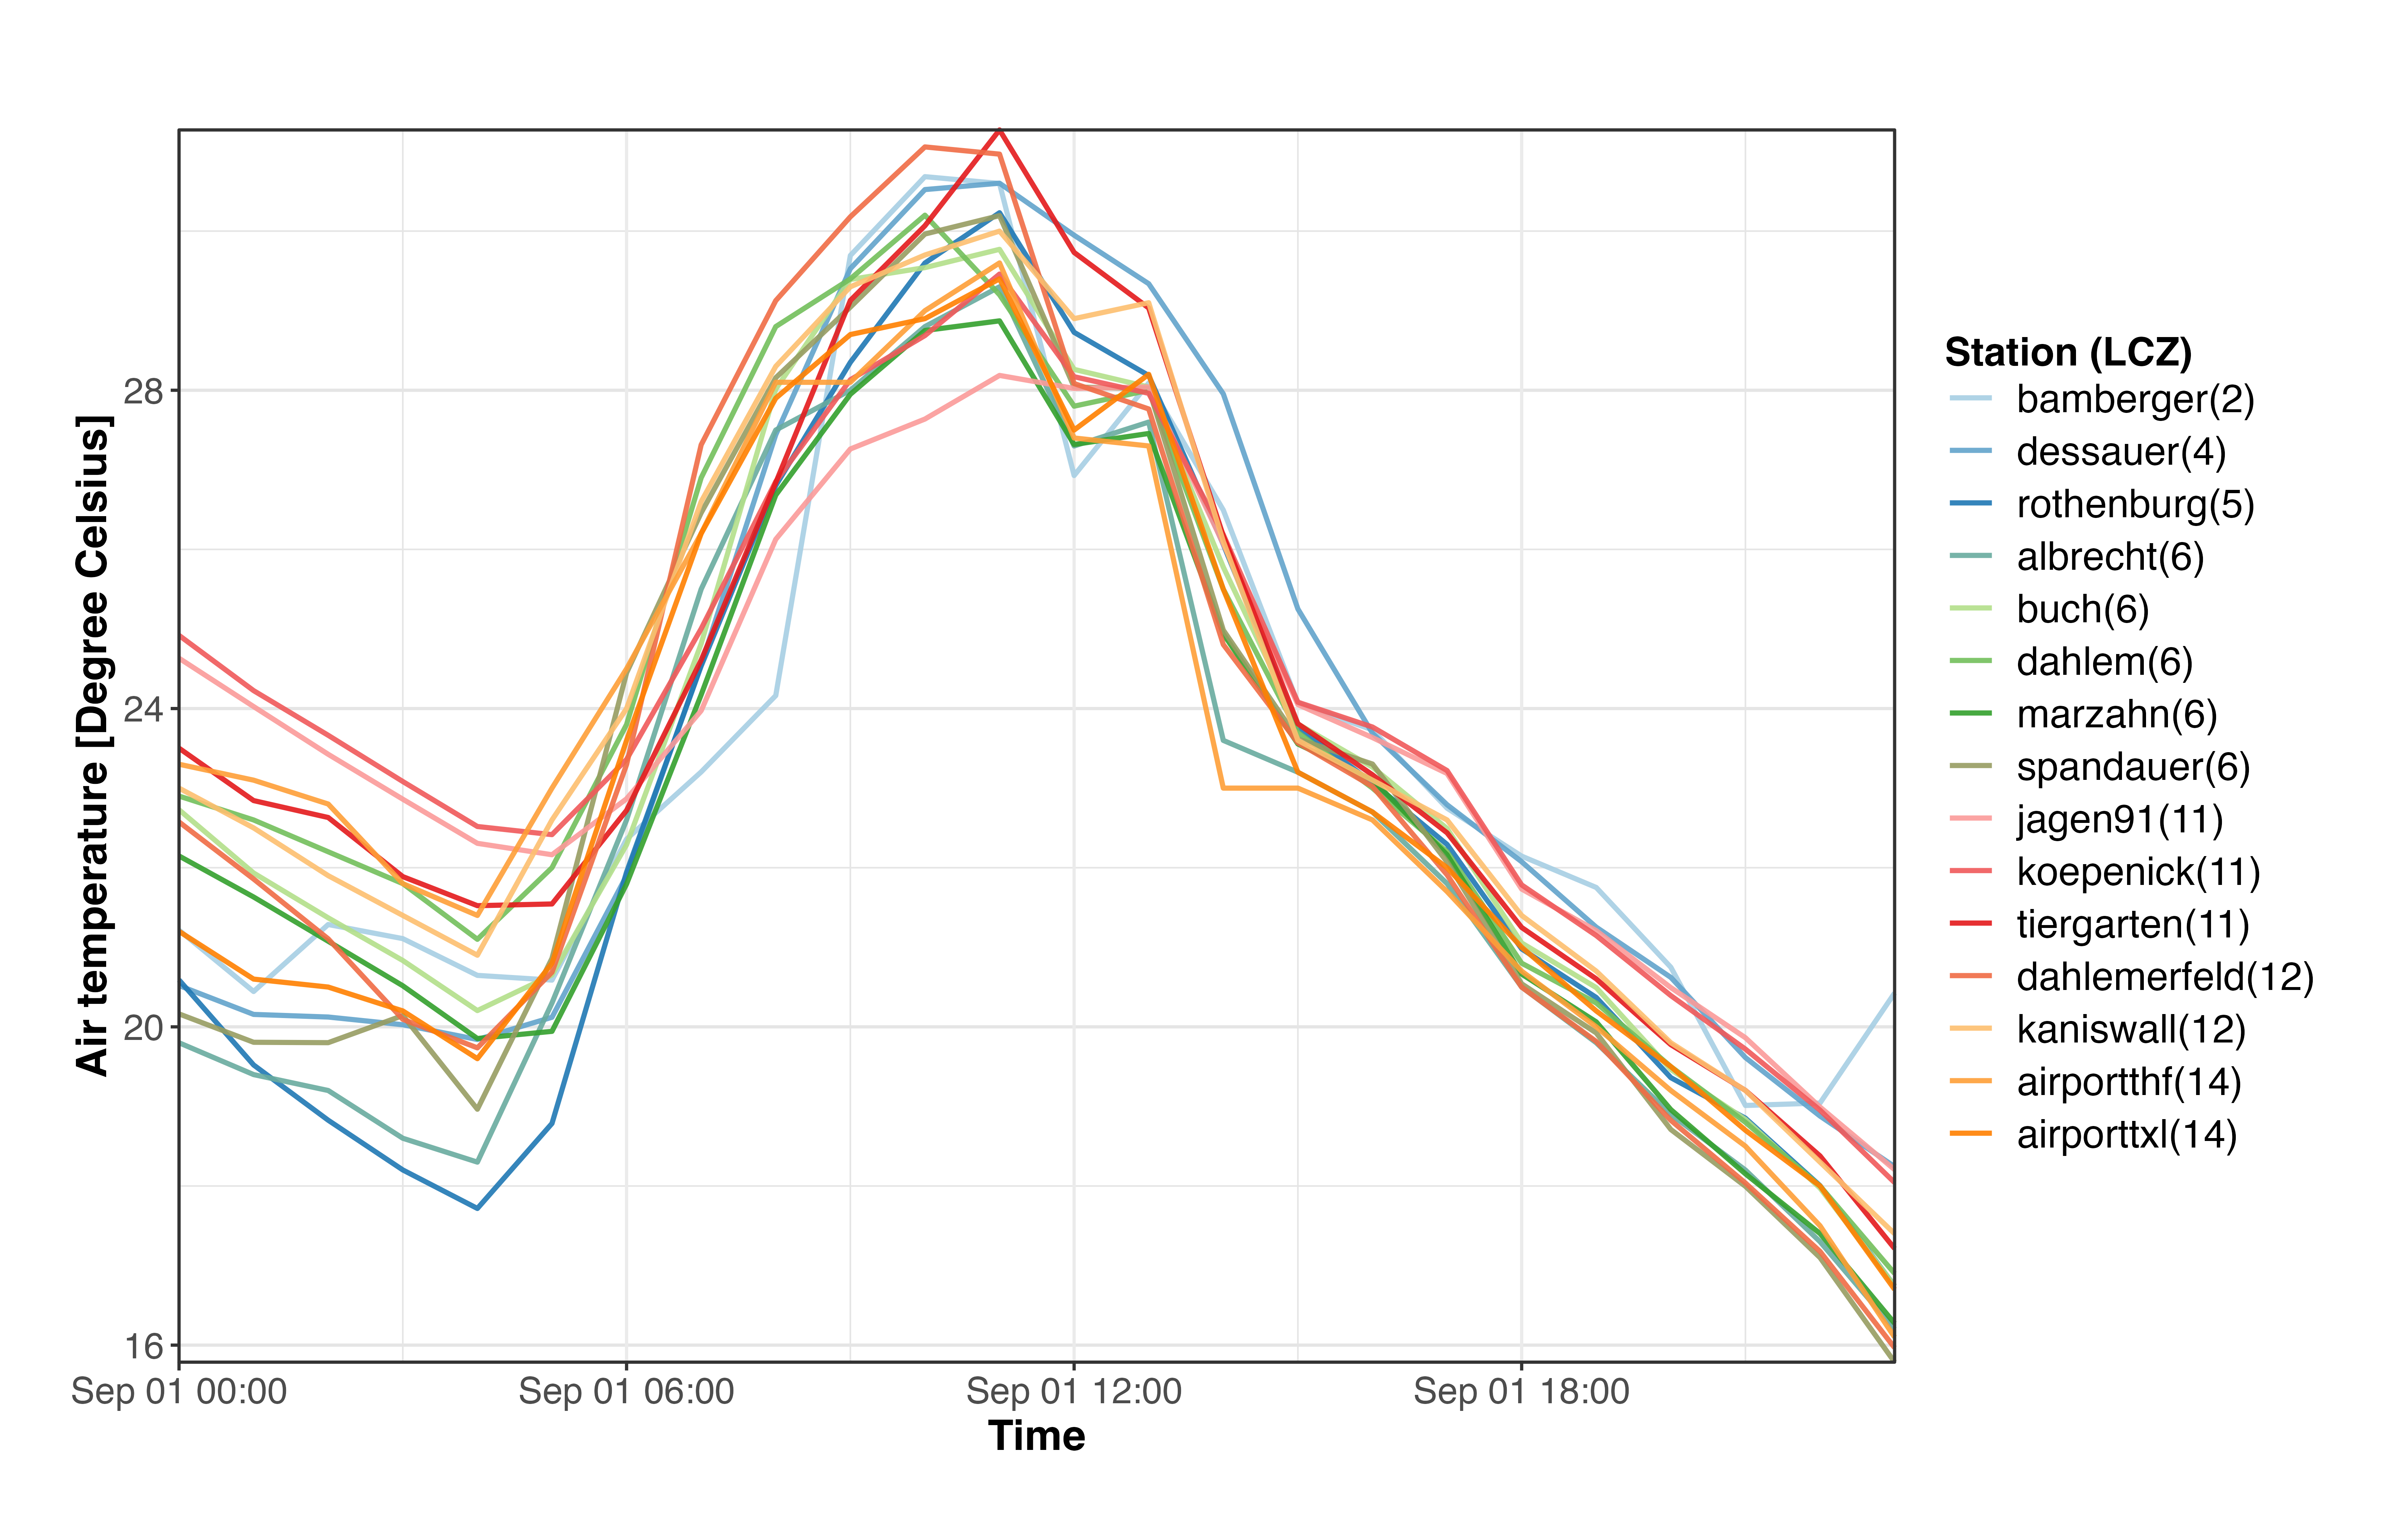 Air temperature [Degree Celsius]
28
24
20
16
Sep 01 00:00
Sep 01 06:00
Sep 01 12:00
Sep 01 18:00
Time
Station (LCZ)
bamberger(2)
dessauer(4)
rothenburg(5)
albrecht(6)
buch(6)
dahlem(6)
marzahn(6)
spandauer(6)
jagen91(11)
koepenick(11)
tiergarten(11)
dahlemerfeld(12)
kaniswall(12)
airportthf(14)
airporttxl(14)